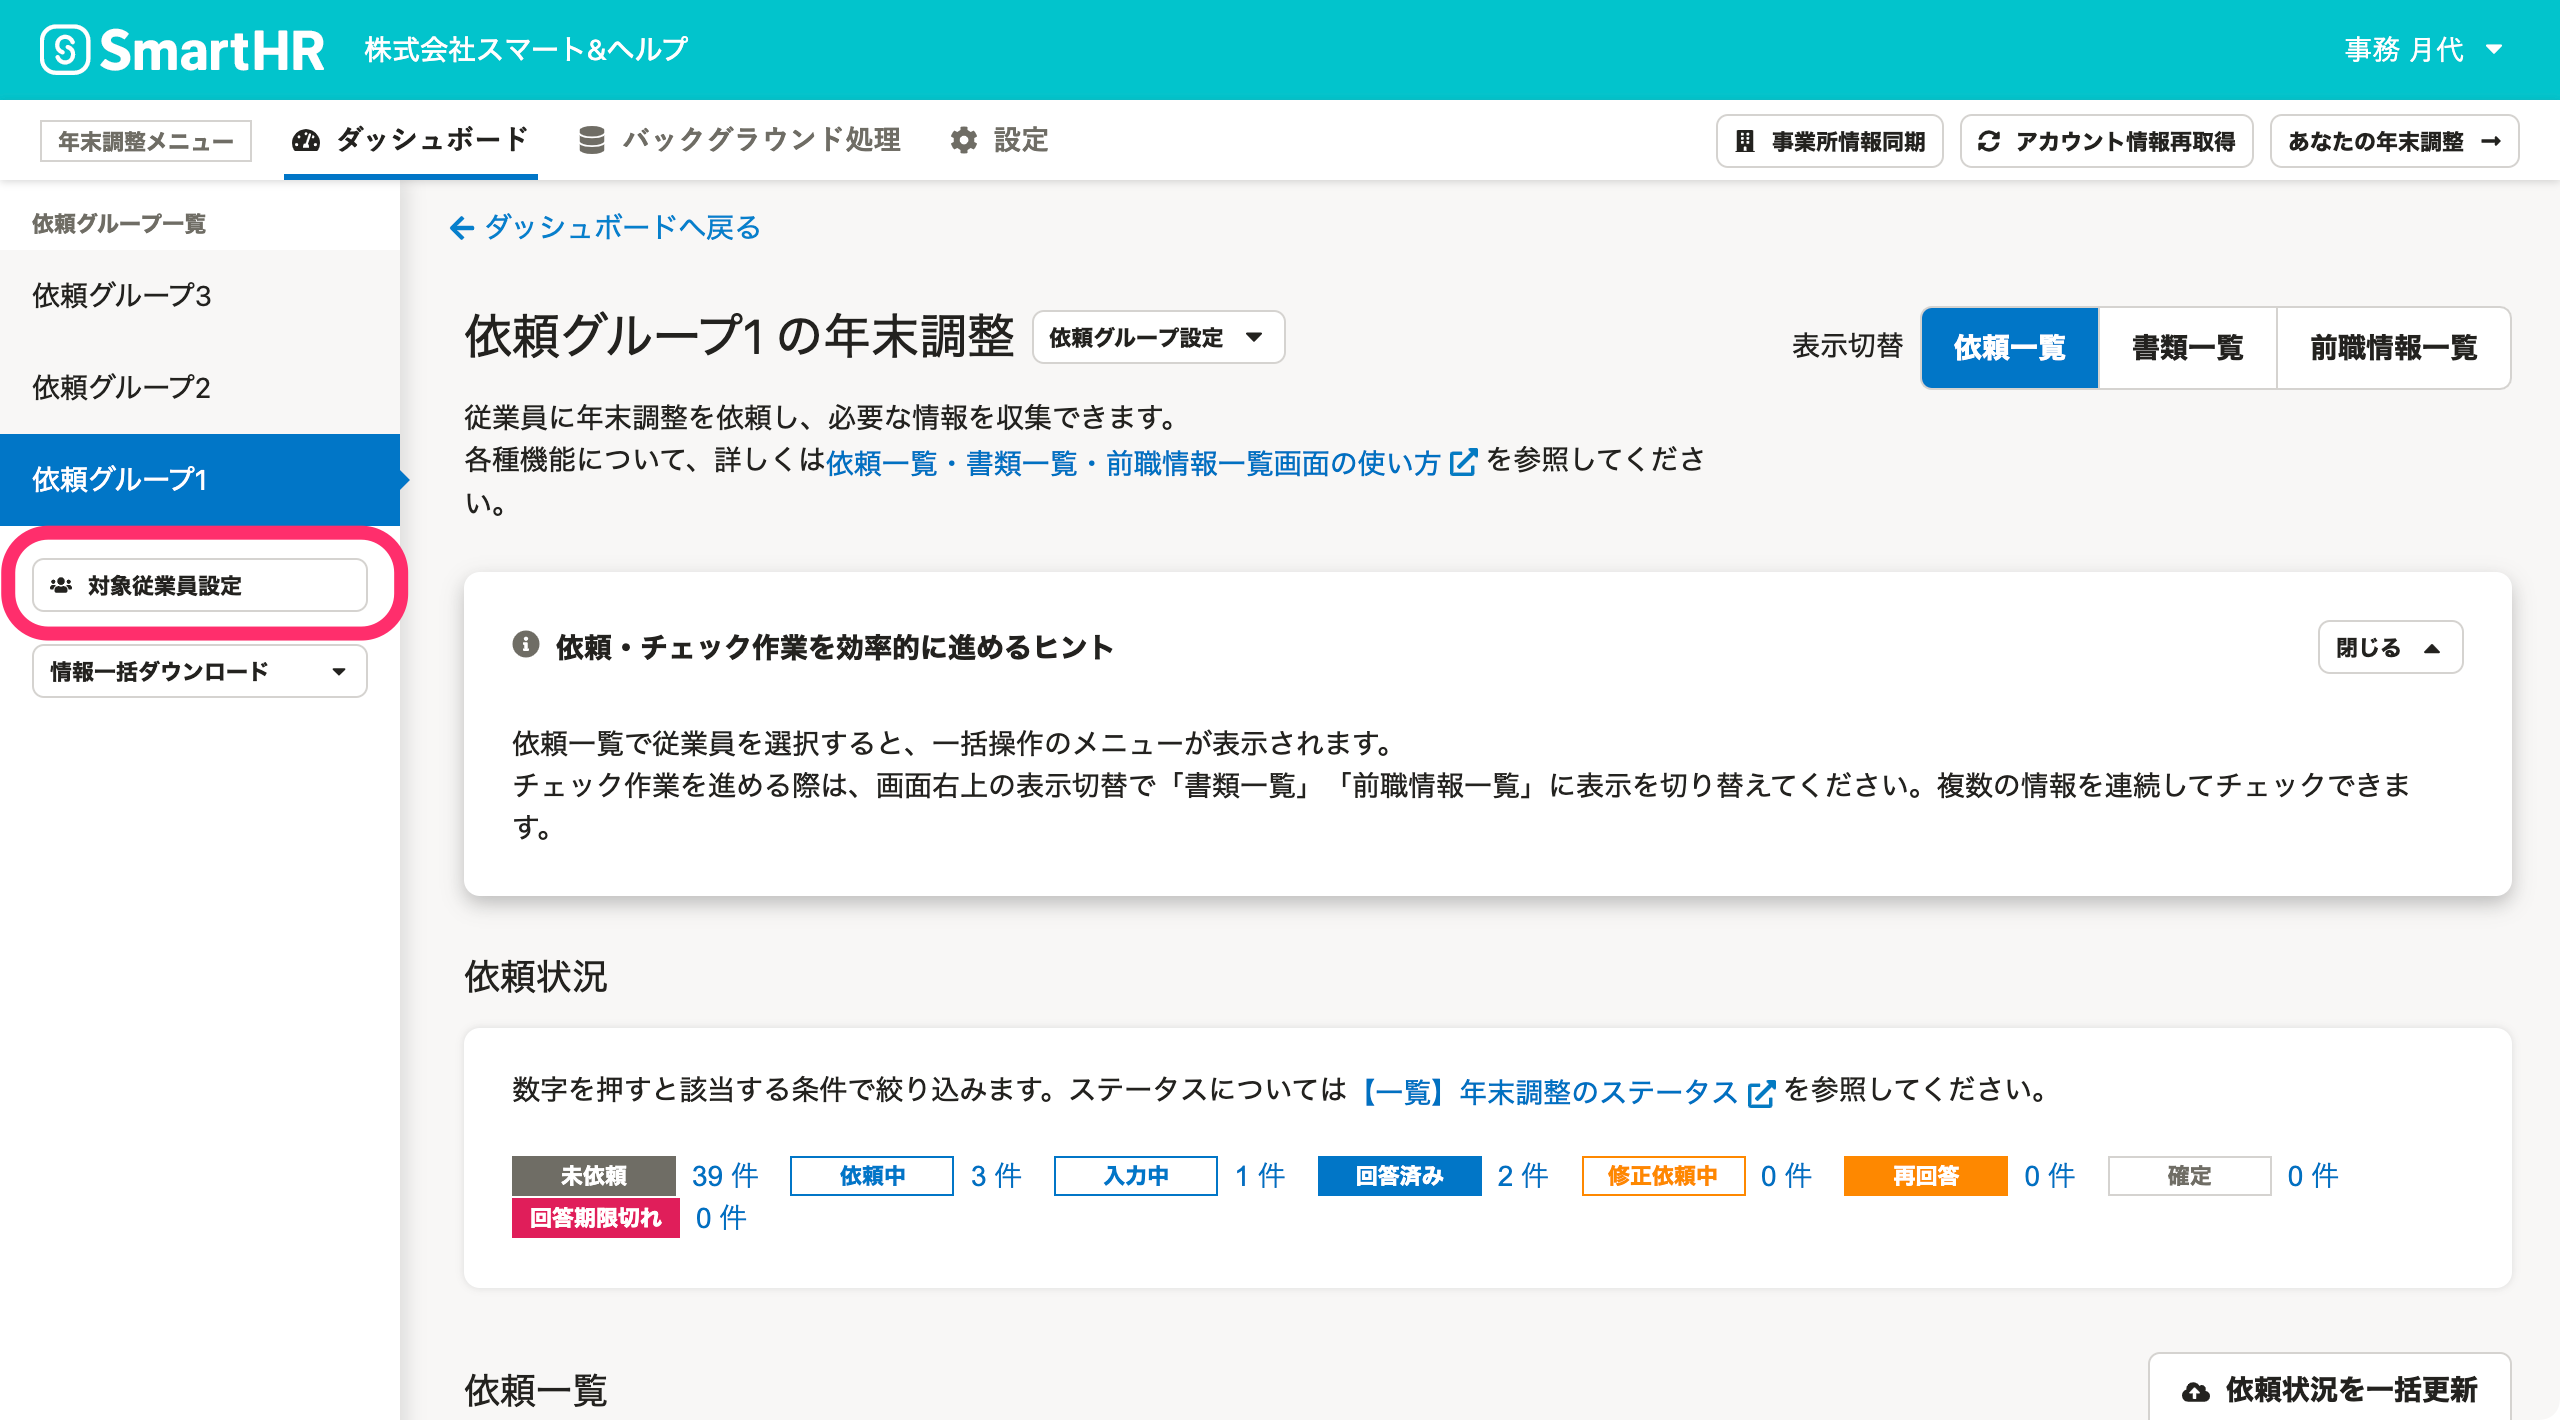 SmartHR 株式会社スマート&ヘルプ 事務 月代
年末調整メニュー ダッシュボード バックグラウンド処理 設定 事業所情報同期 アカウント情報再取得 あなたの年末調整 →
依頼グループ一覧
依頼グループ3
依頼グループ2
依頼グループ1
対象従業員設定
情報一括ダウンロード
← ダッシュボードへ戻る
依頼グループ1 の年末調整 依頼グループ設定 表示切替 依頼一覧 書類一覧 前職情報一覧
従業員に年末調整を依頼し、必要な情報を収集できます。
各種機能について、詳しくは依頼一覧・書類一覧・前職情報一覧画面の使い方 を参照してくださ
い。
依頼・チェック作業を効率的に進めるヒント 閉じる
依頼一覧で従業員を選択すると、一括操作のメニューが表示されます。
チェック作業を進める際は、画面右上の表示切替で「書類一覧」「前職情報一覧」に表示を切り替えてください。複数の情報を連続してチェックできま
す。
依頼状況
数字を押すと該当する条件で絞り込みます。ステータスについては【一覧】年末調整のステータス を参照してください。
未依頼 39 件 依頼中 3 件 入力中 1 件 回答済み 2 件 修正依頼中 0 件 再回答 0 件 確定 0 件
回答期限切れ 0 件
依頼一覧 依頼状況を一括更新